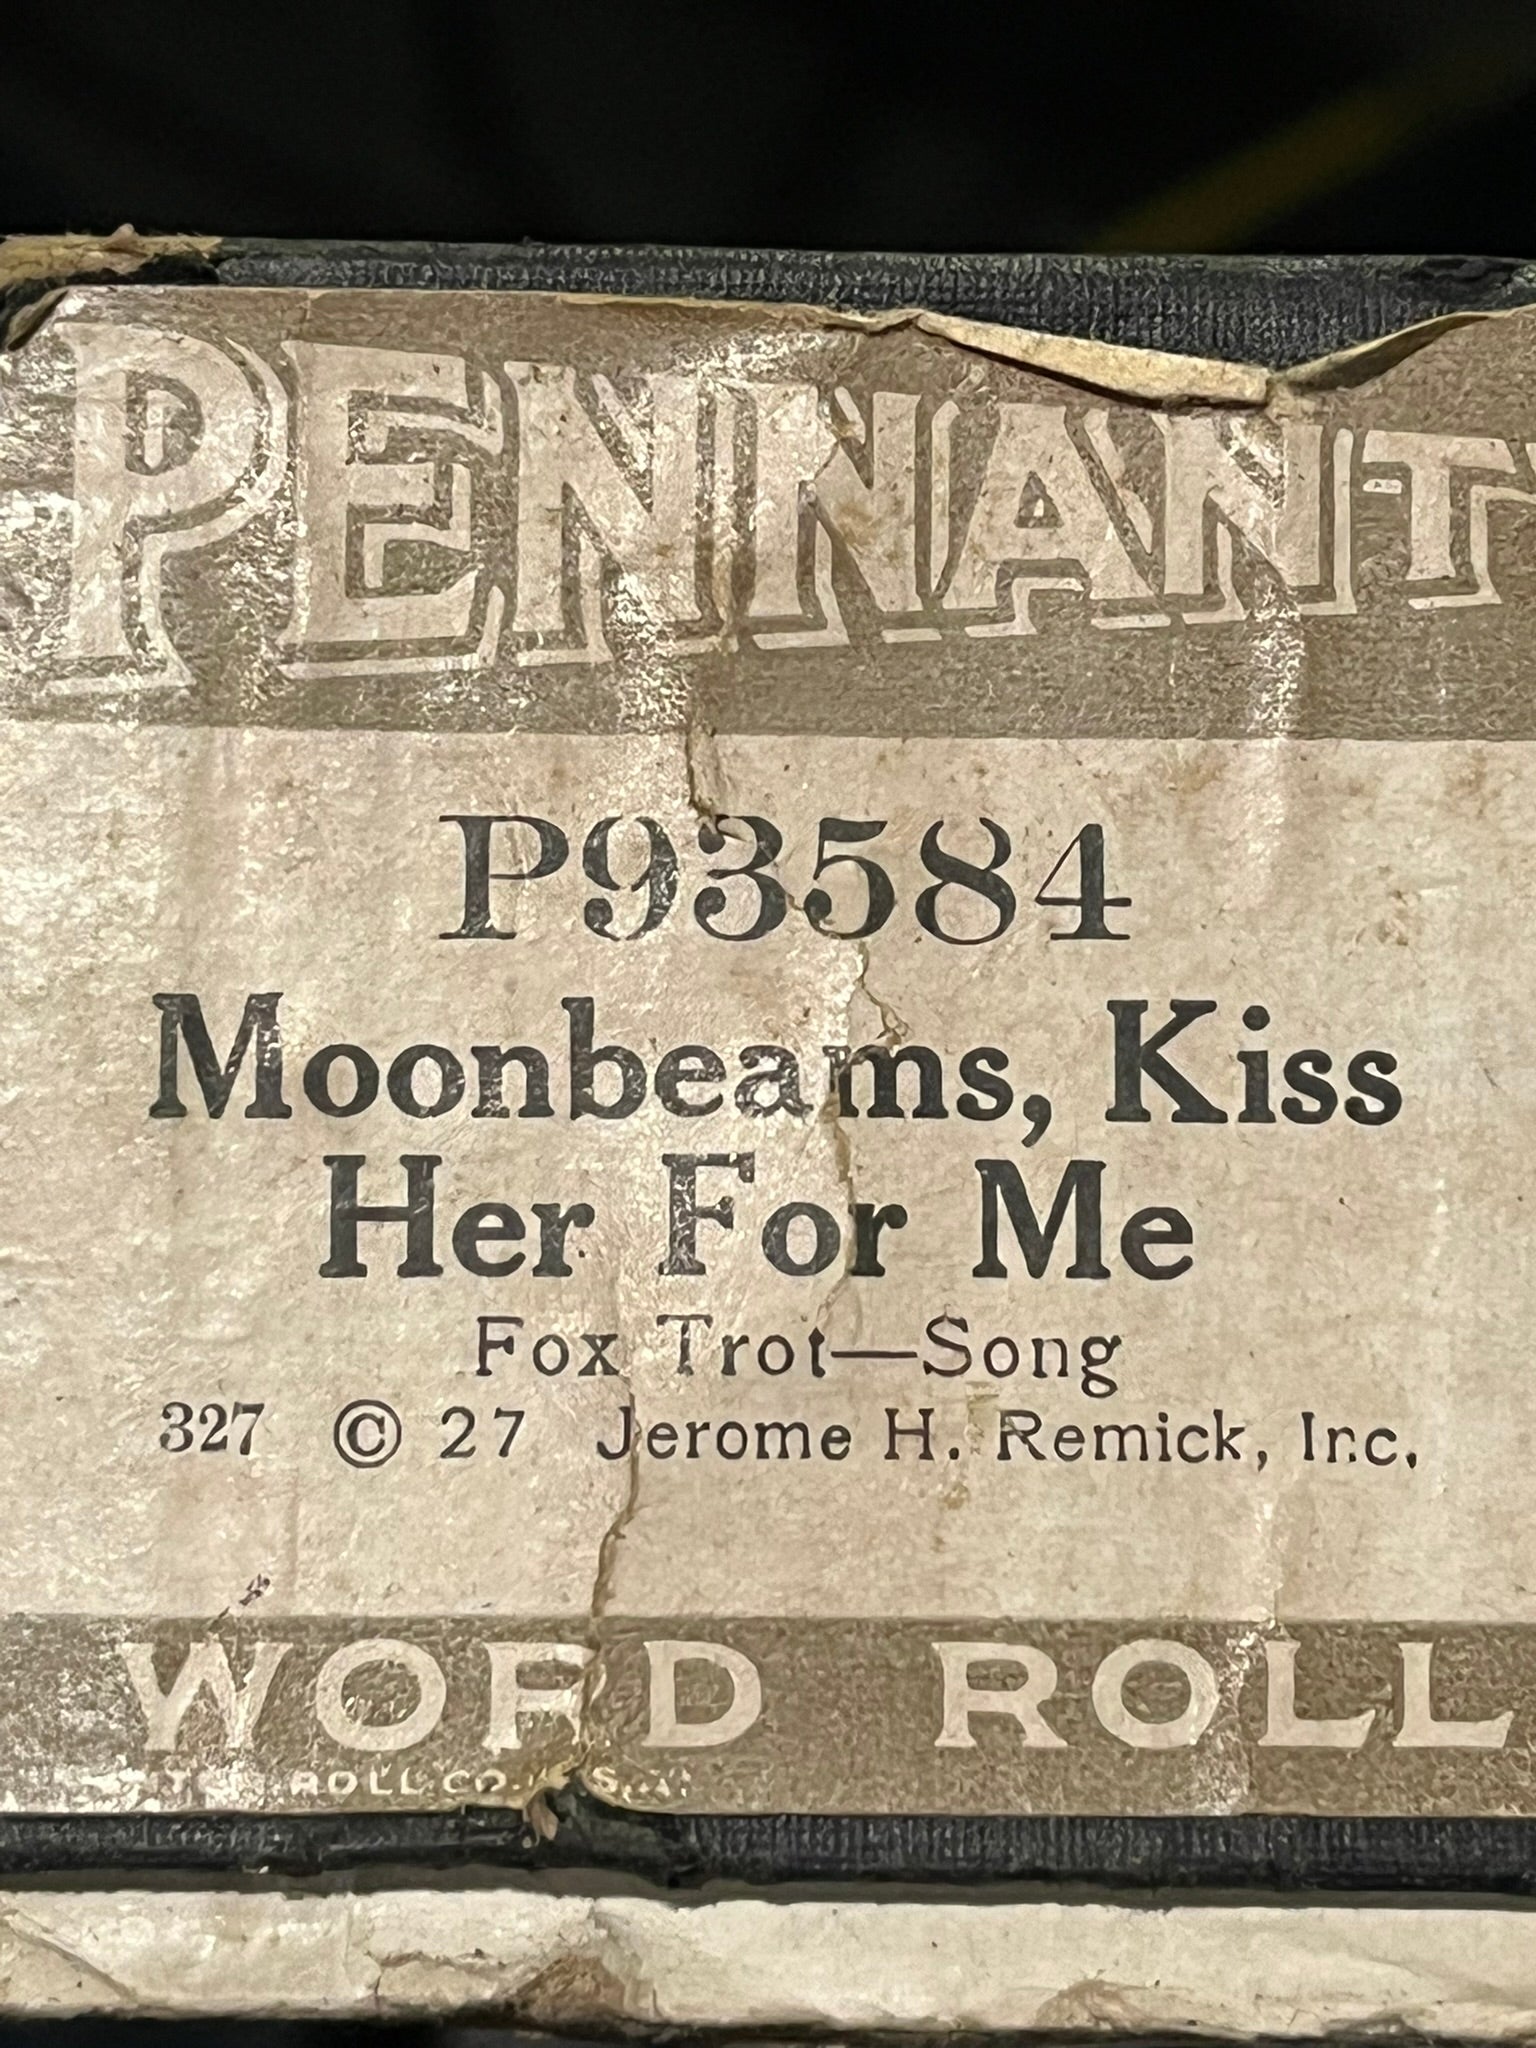 PENNANT
P93584
Moonbeams, Kiss
Her For Me
Fox Trot—Song
327 © 27 Jerome H. Remick, Inc.
WORD ROLL
ROLL CO.